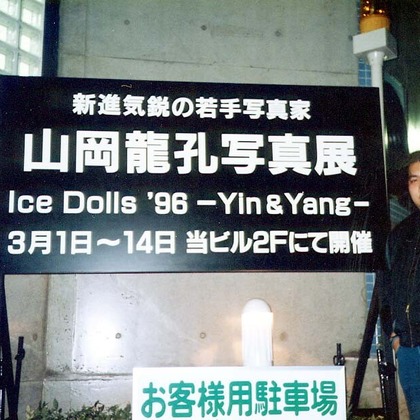 新進気鋭の若手写真家
山岡龍孔写真展
Ice Dolls '96 −Yin＆Yang−
3月1日〜14日 当ビル2Fにて開催
お客様用駐車場